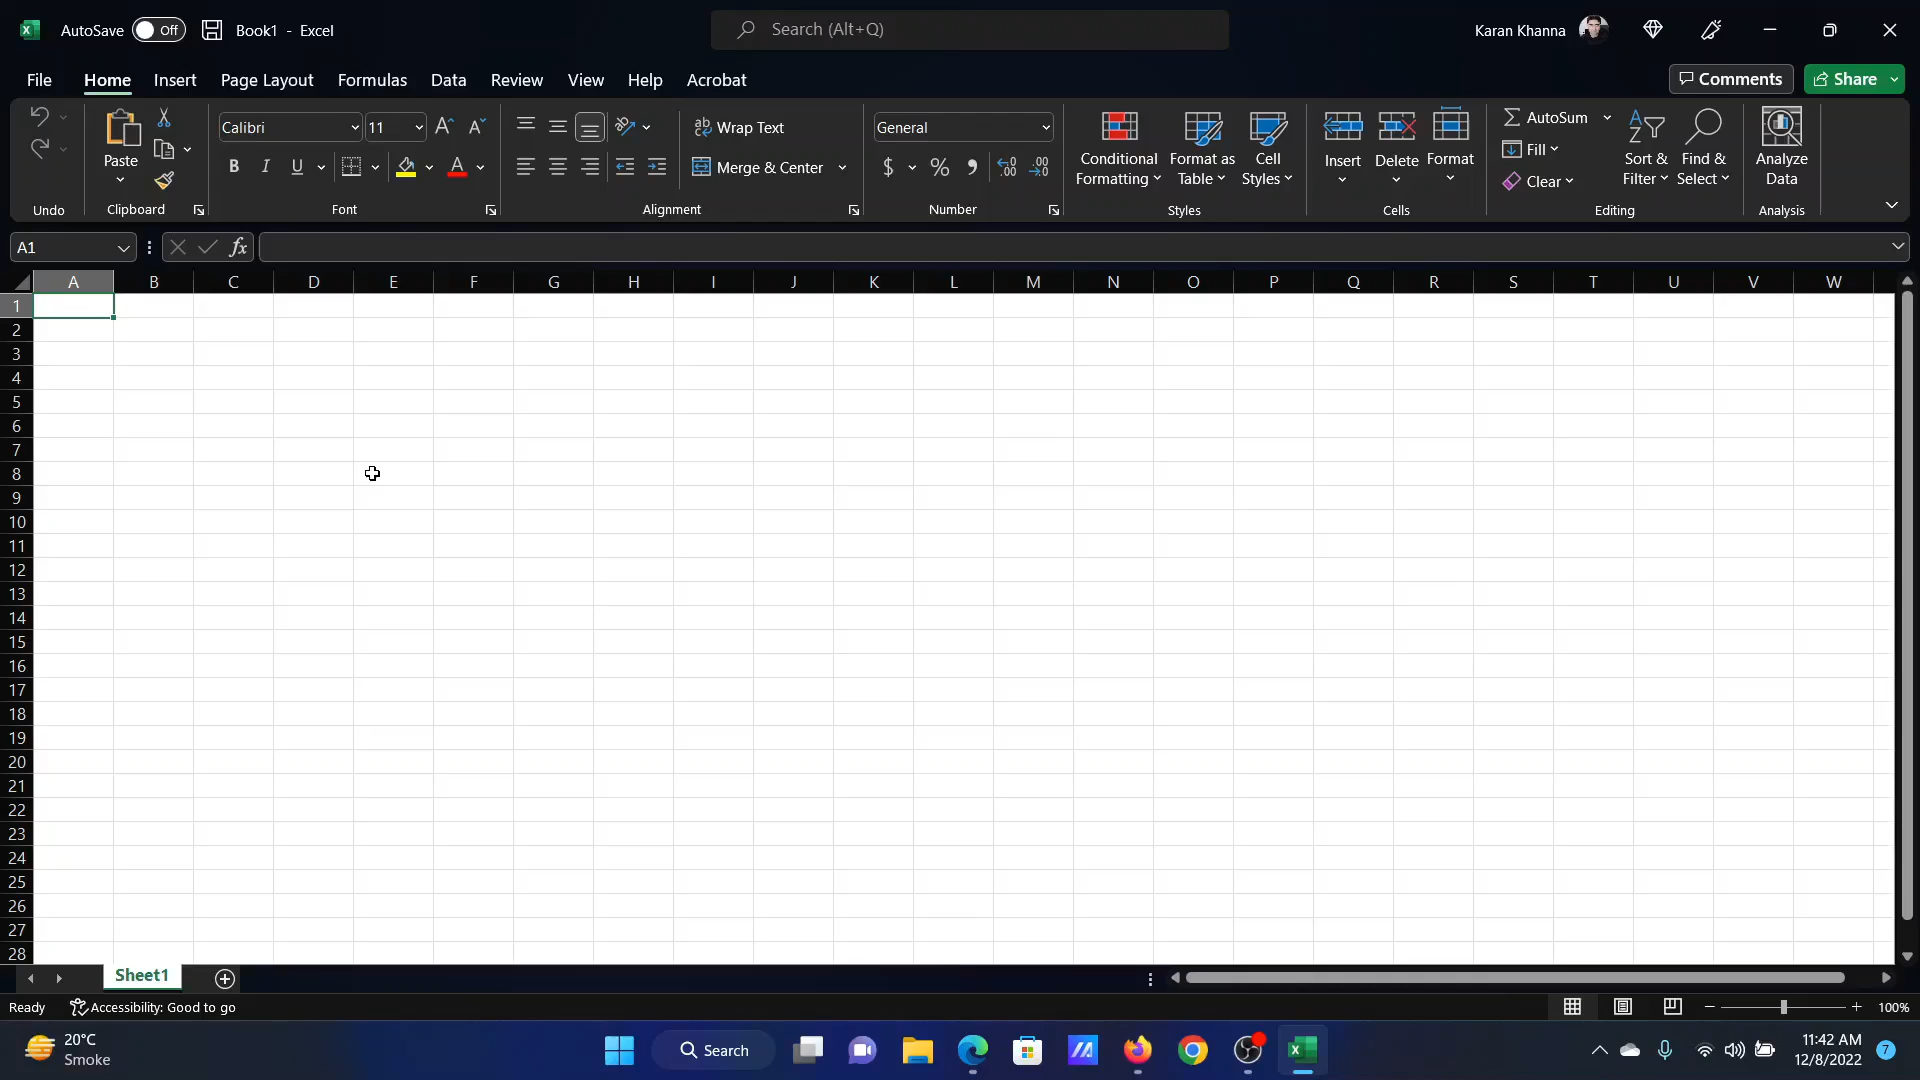 AutoSave Off Book1 - Excel Search (Alt+Q) Karan Khanna
File Home Insert Page Layout Formulas Data Review View Help Acrobat Comments Share
Calibri 11 Wrap Text General AutoSum
Paste Conditional Formatting Format as Table Cell Styles Insert Delete Format Fill Sort & Filter Find & Select Analyze Data
B I U Merge & Center $ % Clear
Undo Clipboard Font Alignment Number Styles Cells Editing Analysis
A1 fx
A B C D E F G H I J K L M N O P Q R S T U V W
1
2
3
4
5
6
7
8
9
10
11
12
13
14
15
16
17
18
19
20
21
22
23
24
25
26
27
28
Sheet1
Ready Accessibility: Good to go 100%
20°C Search 11:42 AM
Smoke 12/8/2022 7